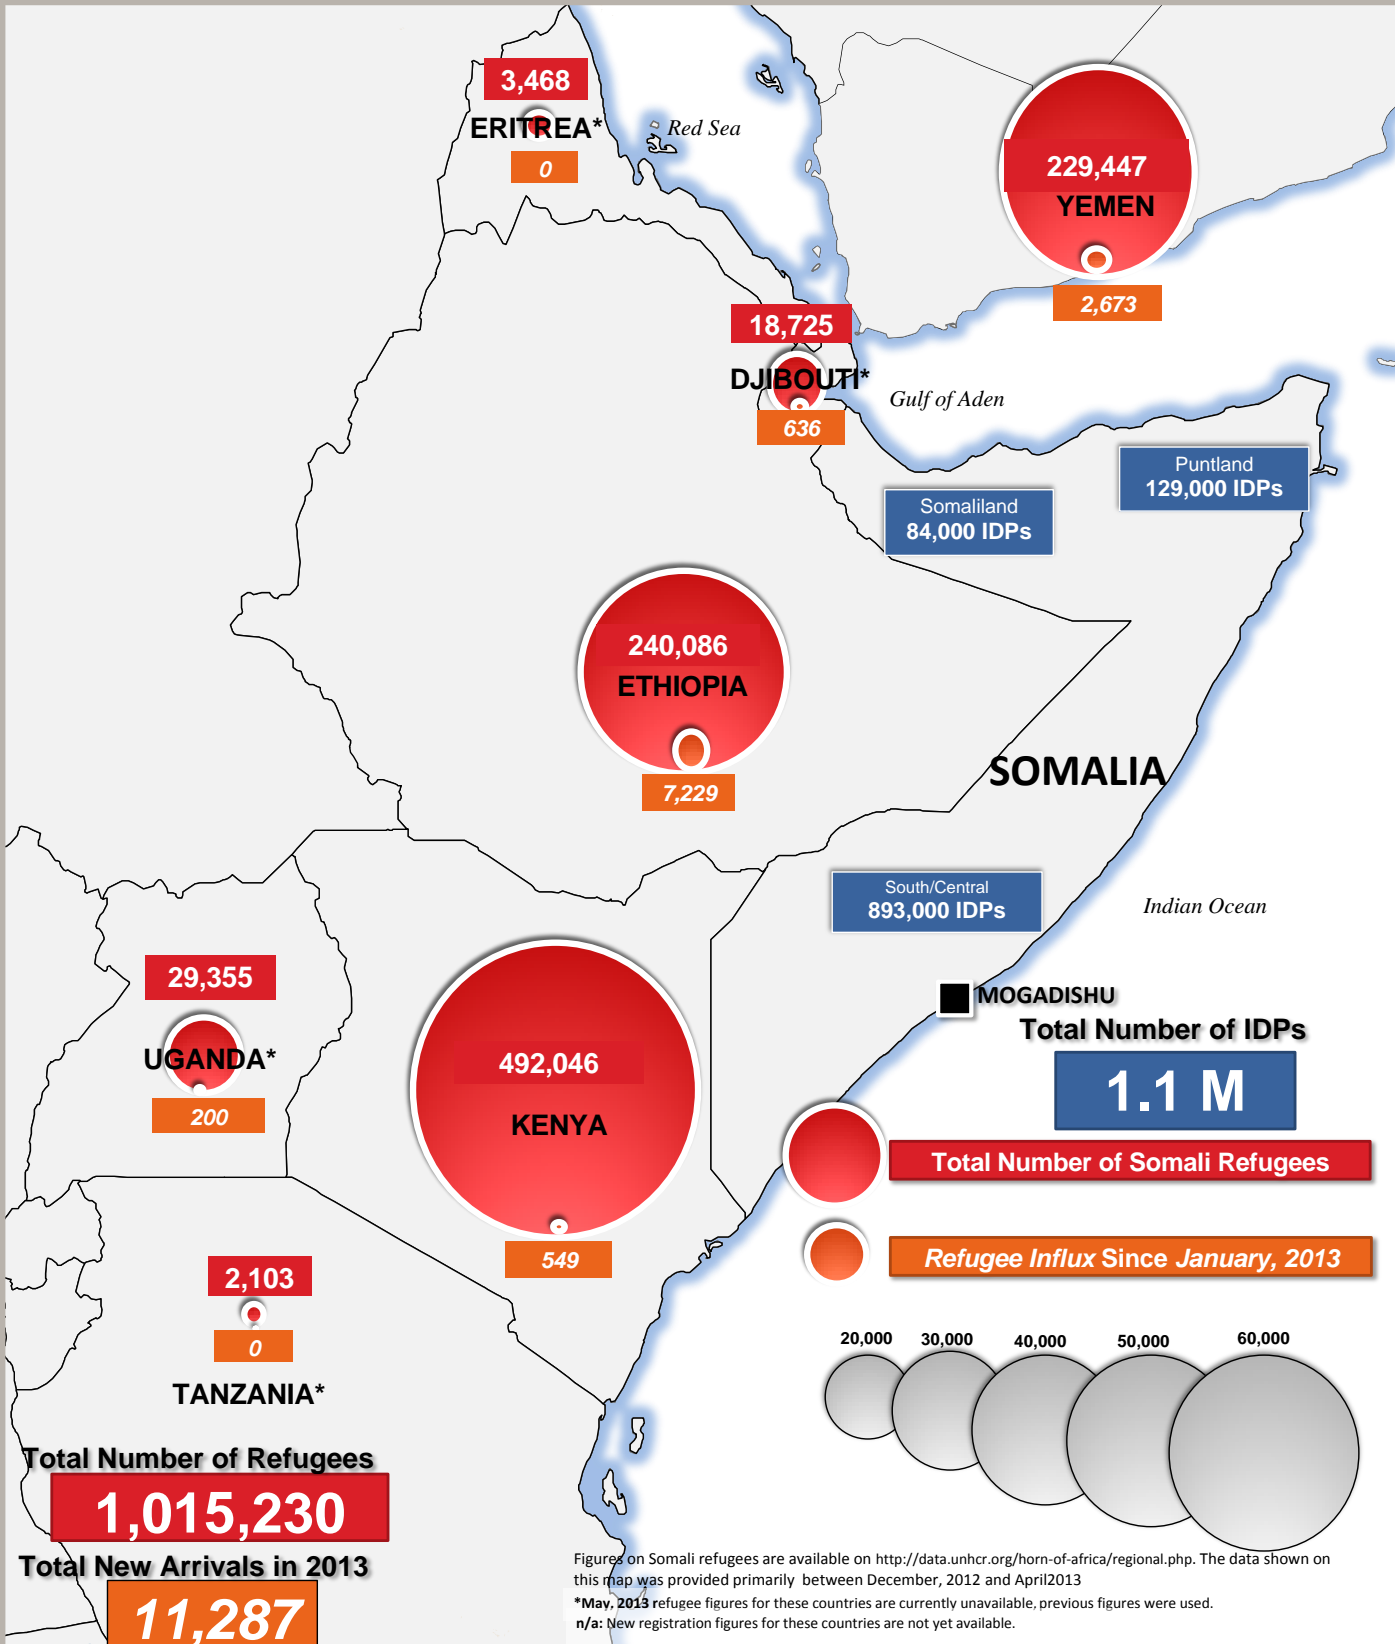 3,468
ERITREA*
0
Red Sea
229,447
YEMEN
2,673
18,725
DJIBOUTI*
636
Gulf of Aden
Puntland
129,000 IDPs
Somaliland
84,000 IDPs
240,086
ETHIOPIA
7,229
SOMALIA
South/Central
893,000 IDPs
Indian Ocean
29,355
UGANDA*
200
492,046
KENYA
549
MOGADISHU
Total Number of IDPs
1.1 M
Total Number of Somali Refugees
Refugee Influx Since January, 2013
2,103
0
TANZANIA*
20,000
30,000
40,000
50,000
60,000
Total Number of Refugees
1,015,230
Total New Arrivals in 2013
11,287
Figures on Somali refugees are available on http://data.unhcr.org/horn-of-africa/regional.php. The data shown on
this map was provided primarily between December, 2012 and April2013
*May, 2013 refugee figures for these countries are currently unavailable, previous figures were used.
n/a: New registration figures for these countries are not yet available.